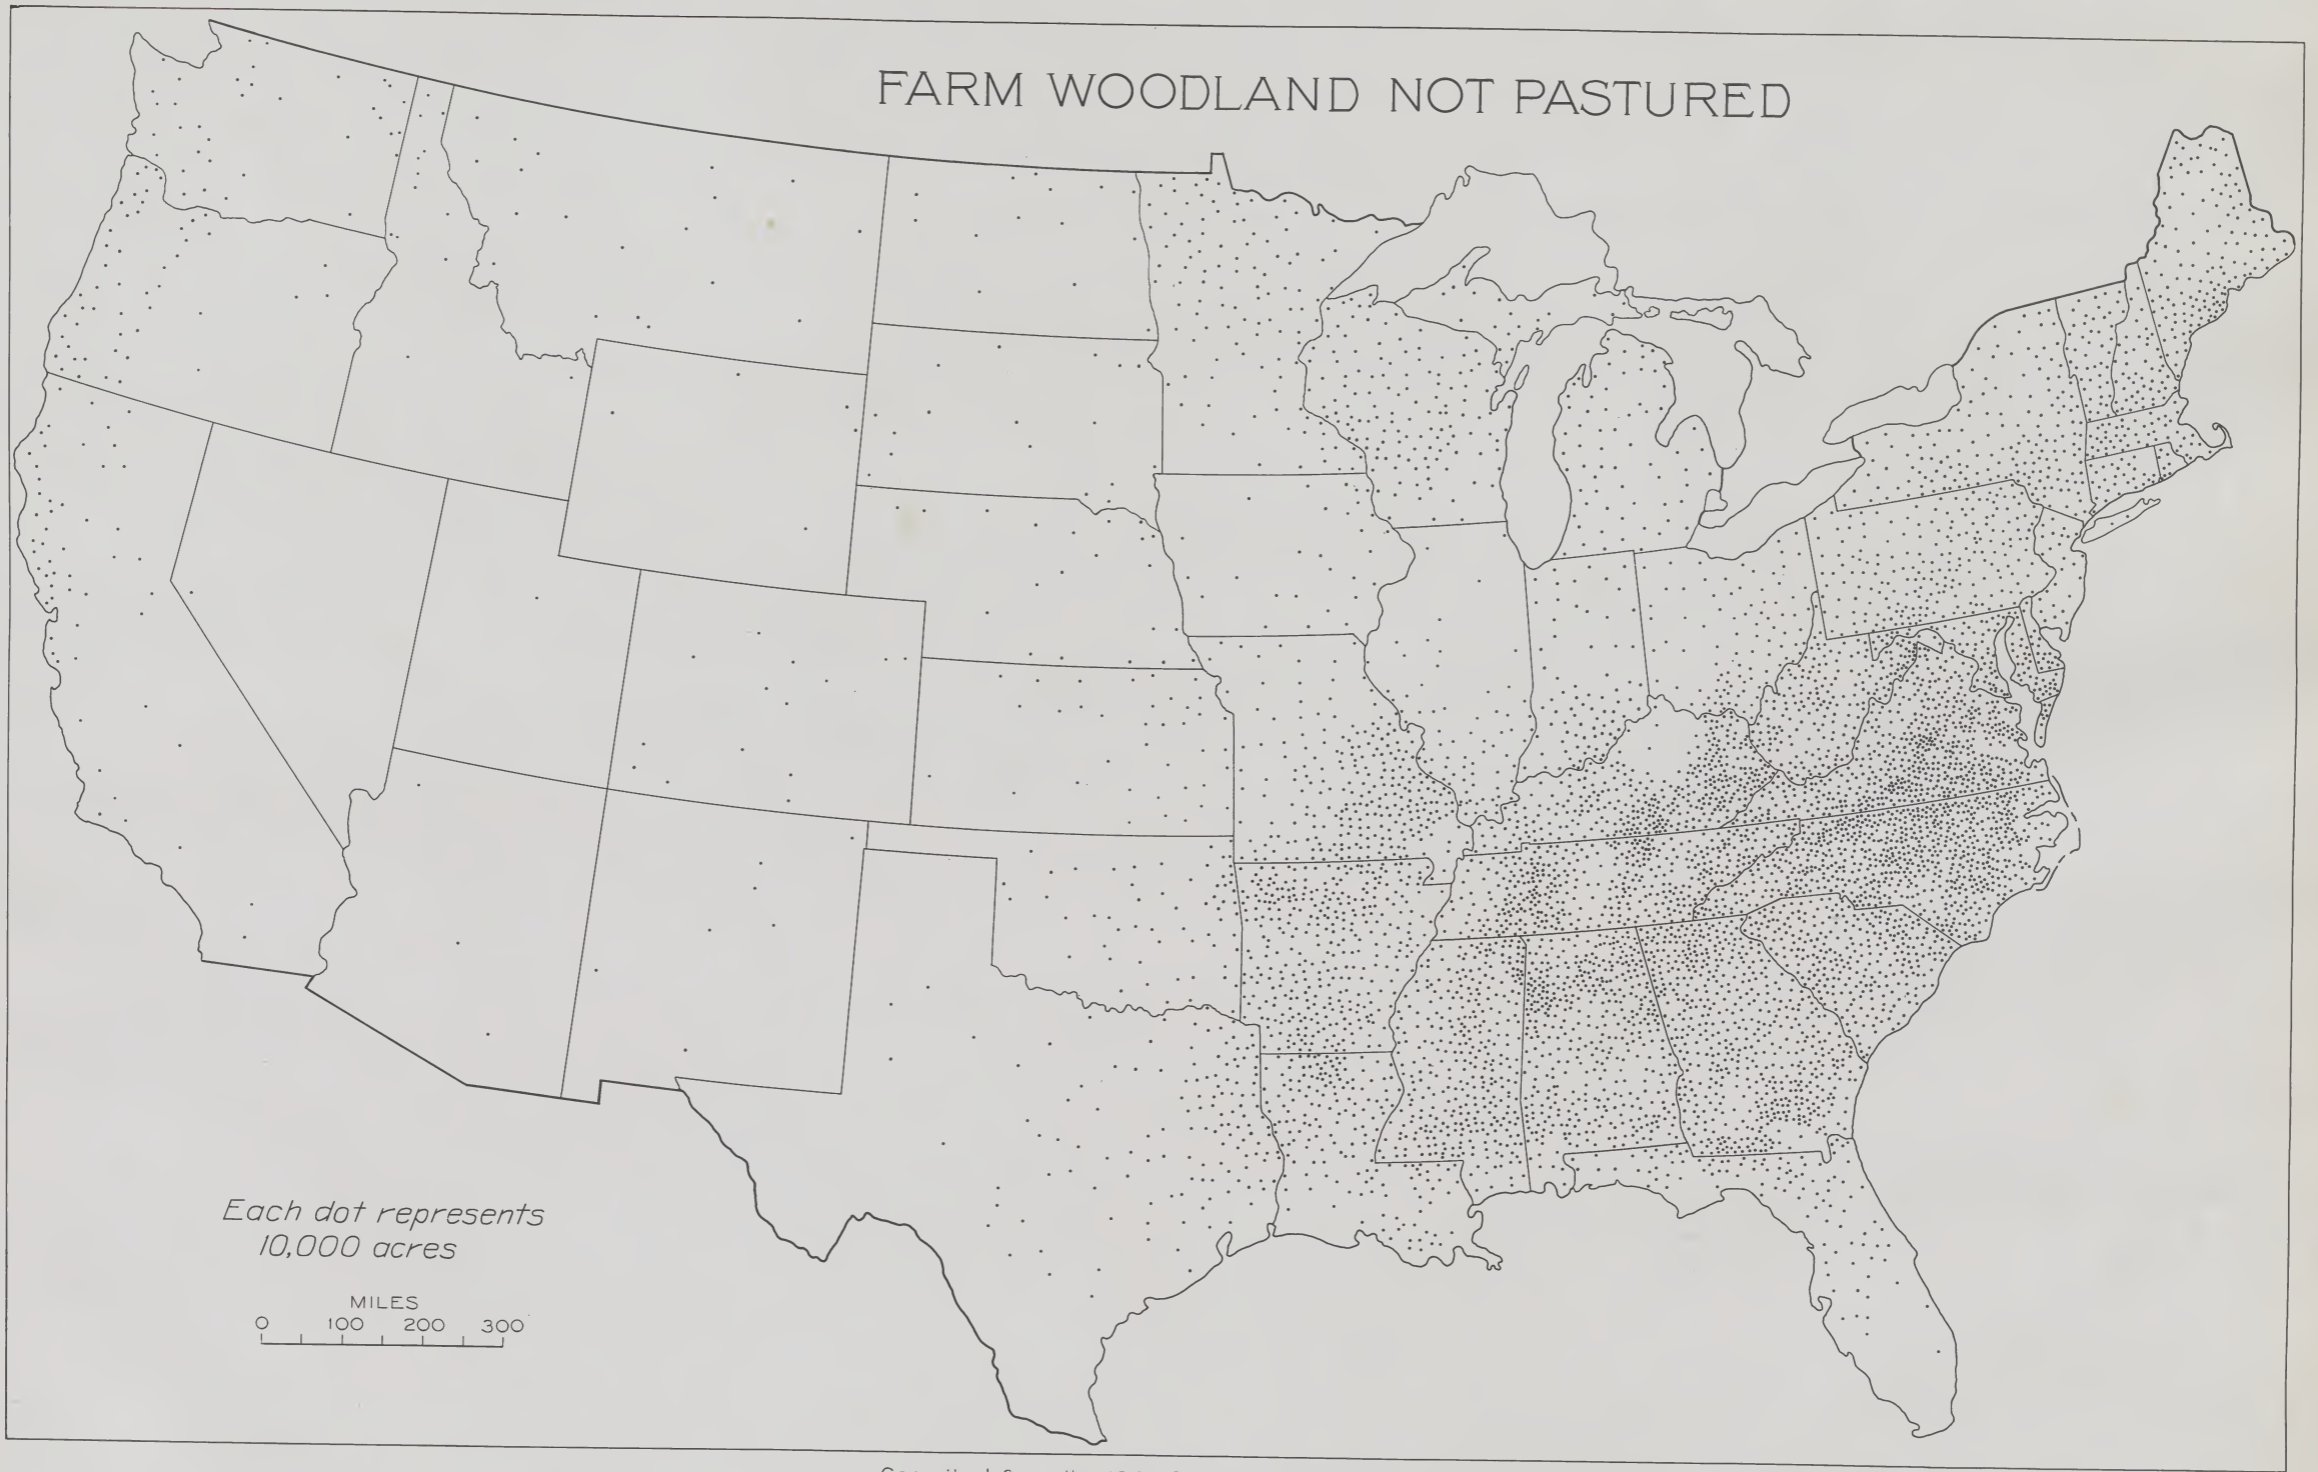 FARM WOODLAND NOT PASTURED
Each dot represents
10,000 acres
MILES
0 100 200 300